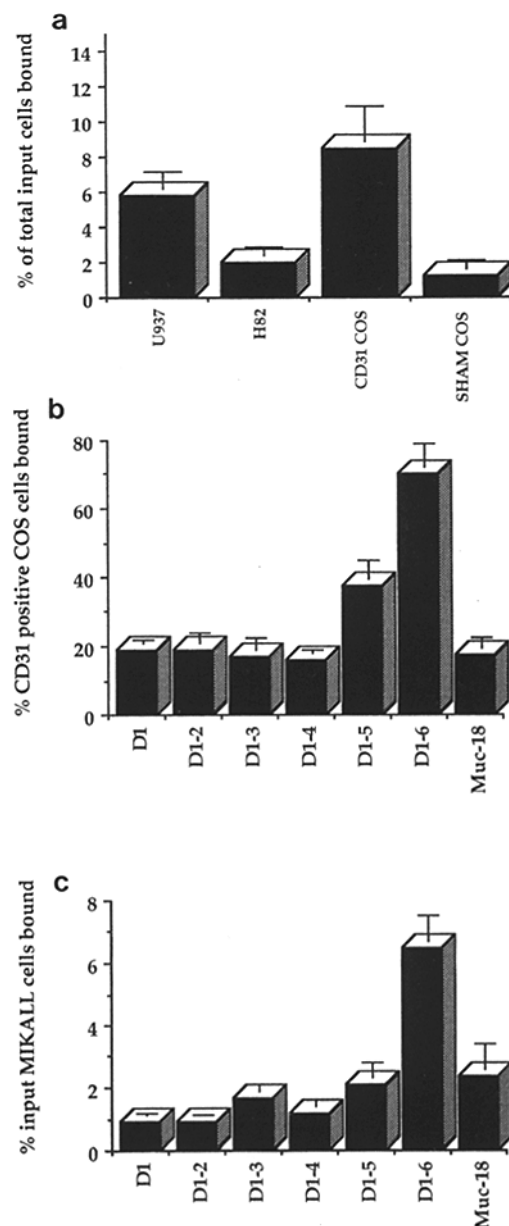 a
% of total input cells bound
14
12
10
8
6
4
2
0
U937
H82
CD31 COS
SHAM COS
b
% CD31 positive COS cells bound
80
60
40
20
0
D1
D1-2
D1-3
D1-4
D1-5
D1-6
Muc-18
c
% input MIKALL cells bound
8
6
4
2
0
D1
D1-2
D1-3
D1-4
D1-5
D1-6
Muc-18